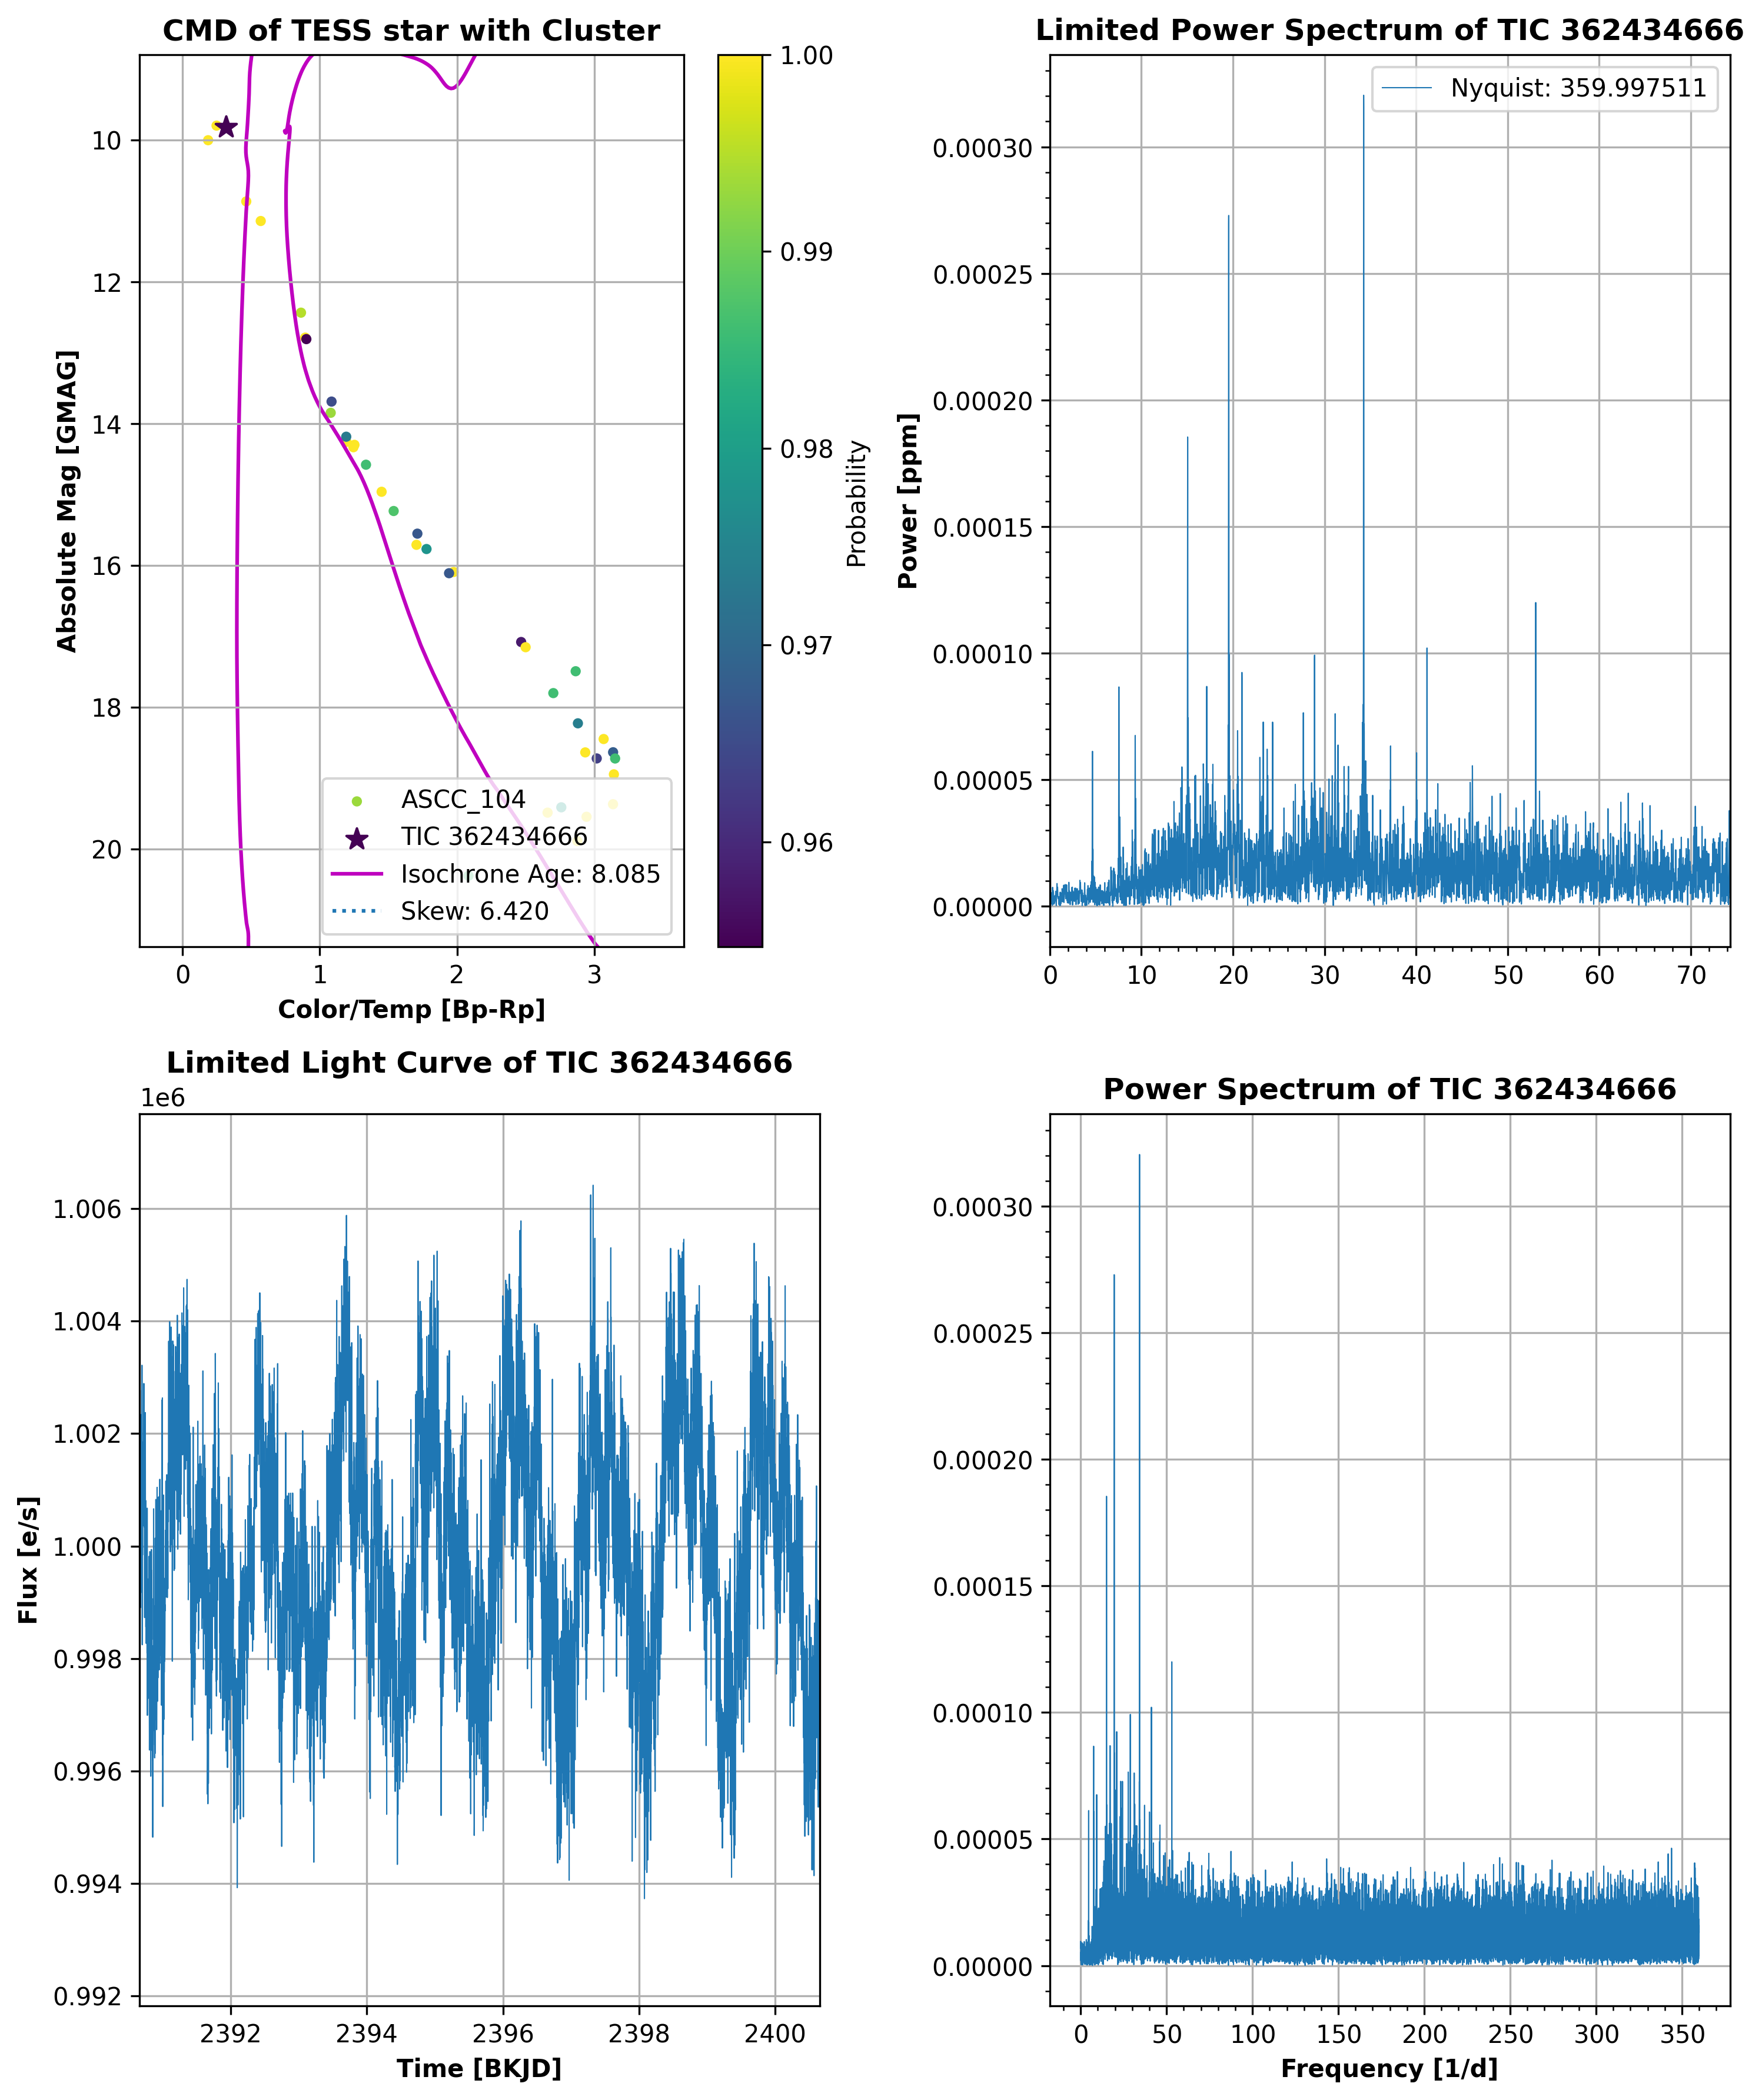 CMD of TESS star with Cluster
10
12
14
16
18
20
Absolute Mag [GMAG]
0 1 2 3
Color/Temp [Bp-Rp]
ASCC_104
TIC 362434666
Isochrone Age: 8.085
Skew: 6.420
1.00
0.99
0.98
0.97
0.96
Probability
Limited Power Spectrum of TIC 362434666
Nyquist: 359.997511
0.00030
0.00025
0.00020
0.00015
0.00010
0.00005
0.00000
Power [ppm]
0 10 20 30 40 50 60 70
Limited Light Curve of TIC 362434666
1e6
1.006
1.004
1.002
1.000
0.998
0.996
0.994
0.992
Flux [e/s]
2392 2394 2396 2398 2400
Time [BKJD]
Power Spectrum of TIC 362434666
0.00030
0.00025
0.00020
0.00015
0.00010
0.00005
0.00000
0 50 100 150 200 250 300 350
Frequency [1/d]